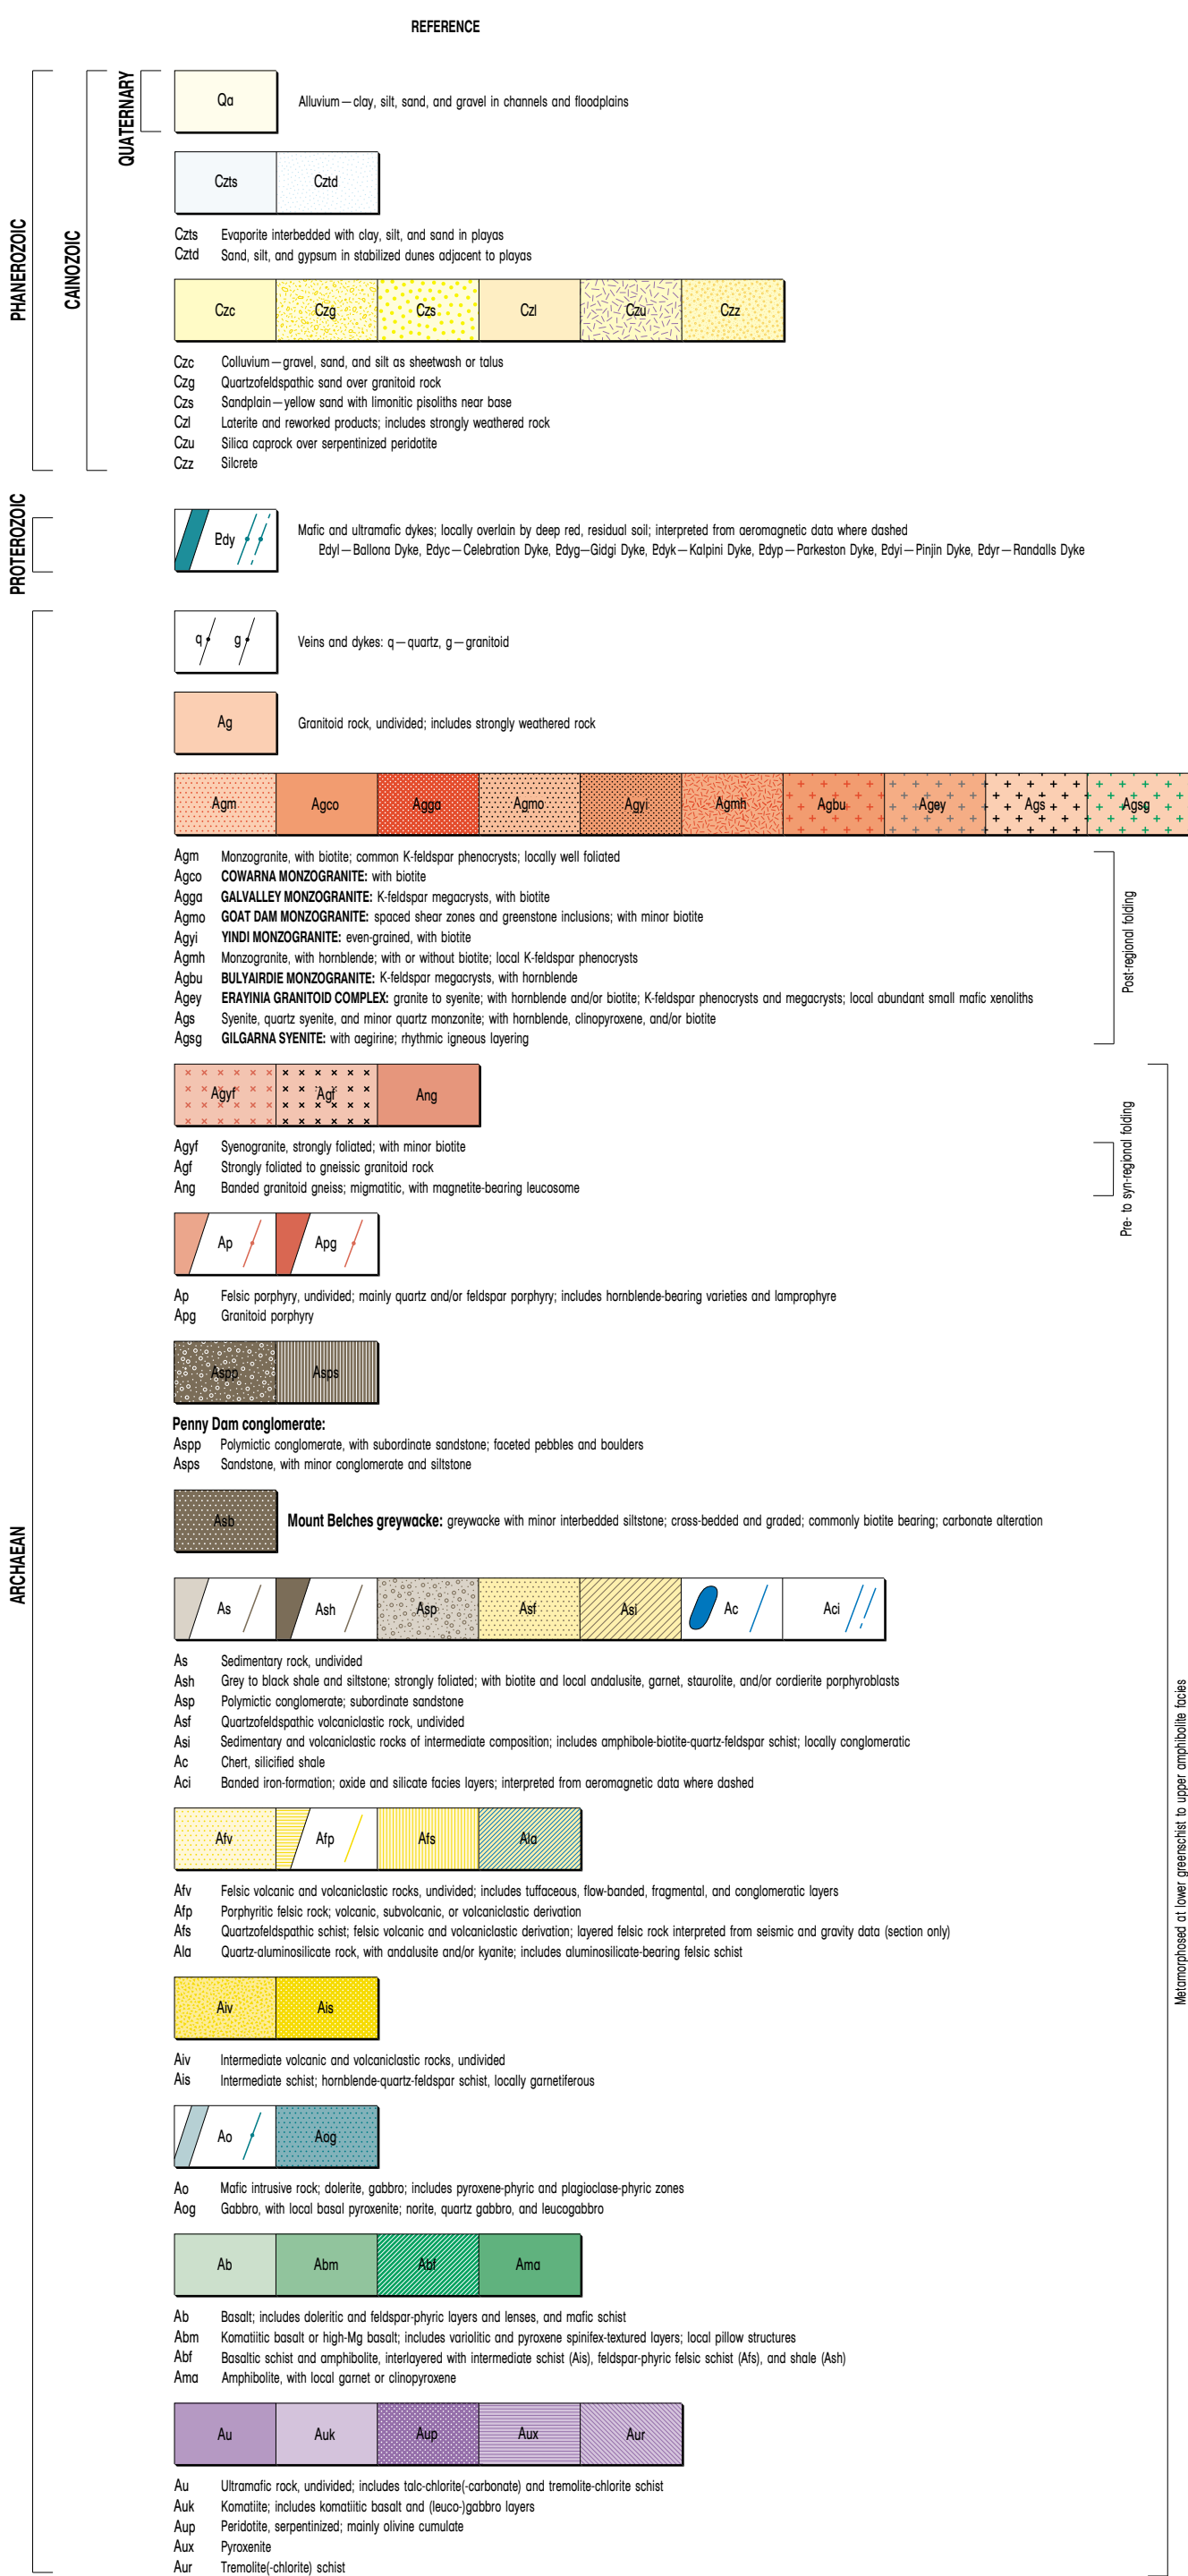 REFERENCE
PHANEROZOIC
CAINOZOIC
QUATERNARY
Qa
Alluvium—clay, silt, sand, and gravel in channels and floodplains
Czts Cztd
Czts Evaporite interbedded with clay, silt, and sand in playas
Cztd Sand, silt, and gypsum in stabilized dunes adjacent to playas
Czc Czg Czs Czl Czu Czz
Czc Colluvium—gravel, sand, and silt as sheetwash or talus
Czg Quartzofeldspathic sand over granitoid rock
Czs Sandplain—yellow sand with limonitic pisoliths near base
Czl Laterite and reworked products; includes strongly weathered rock
Czu Silica caprock over serpentinized peridotite
Czz Silcrete
PROTEROZOIC
Ꝑdy
Mafic and ultramafic dykes; locally overlain by deep red, residual soil; interpreted from aeromagnetic data where dashed
Ꝑdyl—Ballona Dyke, Ꝑdyc—Celebration Dyke, Ꝑdyg—Gidgi Dyke, Ꝑdyk—Kalpini Dyke, Ꝑdyp—Parkeston Dyke, Ꝑdyi—Pinjin Dyke, Ꝑdyr—Randalls Dyke
ARCHAEAN
q g
Veins and dykes: q—quartz, g—granitoid
Ag
Granitoid rock, undivided; includes strongly weathered rock
Agm Agco Agga Agmo Agyi Agmh Agbu Agey Ags Agsg
Agm Monzogranite, with biotite; common K-feldspar phenocrysts; locally well foliated
Agco COWARNA MONZOGRANITE: with biotite
Agga GALVALLEY MONZOGRANITE: K-feldspar megacrysts, with biotite
Agmo GOAT DAM MONZOGRANITE: spaced shear zones and greenstone inclusions; with minor biotite
Agyi YINDI MONZOGRANITE: even-grained, with biotite
Agmh Monzogranite, with hornblende; with or without biotite; local K-feldspar phenocrysts
Agbu BULYAIRDIE MONZOGRANITE: K-feldspar megacrysts, with hornblende
Agey ERAYINIA GRANITOID COMPLEX: granite to syenite; with hornblende and/or biotite; K-feldspar phenocrysts and megacrysts; local abundant small mafic xenoliths
Ags Syenite, quartz syenite, and minor quartz monzonite; with hornblende, clinopyroxene, and/or biotite
Agsg GILGARNA SYENITE: with aegirine; rhythmic igneous layering
Post-regional folding
Agyf Agf Ang
Agyf Syenogranite, strongly foliated; with minor biotite
Agf Strongly foliated to gneissic granitoid rock
Ang Banded granitoid gneiss; migmatitic, with magnetite-bearing leucosome
Pre- to syn-regional folding
Ap Apg
Ap Felsic porphyry, undivided; mainly quartz and/or feldspar porphyry; includes hornblende-bearing varieties and lamprophyre
Apg Granitoid porphyry
Aspp Asps
Penny Dam conglomerate:
Aspp Polymictic conglomerate, with subordinate sandstone; faceted pebbles and boulders
Asps Sandstone, with minor conglomerate and siltstone
Asb
Mount Belches greywacke: greywacke with minor interbedded siltstone; cross-bedded and graded; commonly biotite bearing; carbonate alteration
As Ash Asp Asf Asi Ac Aci
As Sedimentary rock, undivided
Ash Grey to black shale and siltstone; strongly foliated; with biotite and local andalusite, garnet, staurolite, and/or cordierite porphyroblasts
Asp Polymictic conglomerate; subordinate sandstone
Asf Quartzofeldspathic volcaniclastic rock, undivided
Asi Sedimentary and volcaniclastic rocks of intermediate composition; includes amphibole-biotite-quartz-feldspar schist; locally conglomeratic
Ac Chert, silicified shale
Aci Banded iron-formation; oxide and silicate facies layers; interpreted from aeromagnetic data where dashed
Metamorphosed at lower greenschist to upper amphibolite facies
Afv Afp Afs Ala
Afv Felsic volcanic and volcaniclastic rocks, undivided; includes tuffaceous, flow-banded, fragmental, and conglomeratic layers
Afp Porphyritic felsic rock; volcanic, subvolcanic, or volcaniclastic derivation
Afs Quartzofeldspathic schist; felsic volcanic and volcaniclastic derivation; layered felsic rock interpreted from seismic and gravity data (section only)
Ala Quartz-aluminosilicate rock, with andalusite and/or kyanite; includes aluminosilicate-bearing felsic schist
Aiv Ais
Aiv Intermediate volcanic and volcaniclastic rocks, undivided
Ais Intermediate schist; hornblende-quartz-feldspar schist, locally garnetiferous
Ao Aog
Ao Mafic intrusive rock; dolerite, gabbro; includes pyroxene-phyric and plagioclase-phyric zones
Aog Gabbro, with local basal pyroxenite; norite, quartz gabbro, and leucogabbro
Ab Abm Abf Ama
Ab Basalt; includes doleritic and feldspar-phyric layers and lenses, and mafic schist
Abm Komatiitic basalt or high-Mg basalt; includes variolitic and pyroxene spinifex-textured layers; local pillow structures
Abf Basaltic schist and amphibolite, interlayered with intermediate schist (Ais), feldspar-phyric felsic schist (Afs), and shale (Ash)
Ama Amphibolite, with local garnet or clinopyroxene
Au Auk Aup Aux Aur
Au Ultramafic rock, undivided; includes talc-chlorite(-carbonate) and tremolite-chlorite schist
Auk Komatiite; includes komatiitic basalt and (leuco-)gabbro layers
Aup Peridotite, serpentinized; mainly olivine cumulate
Aux Pyroxenite
Aur Tremolite(-chlorite) schist